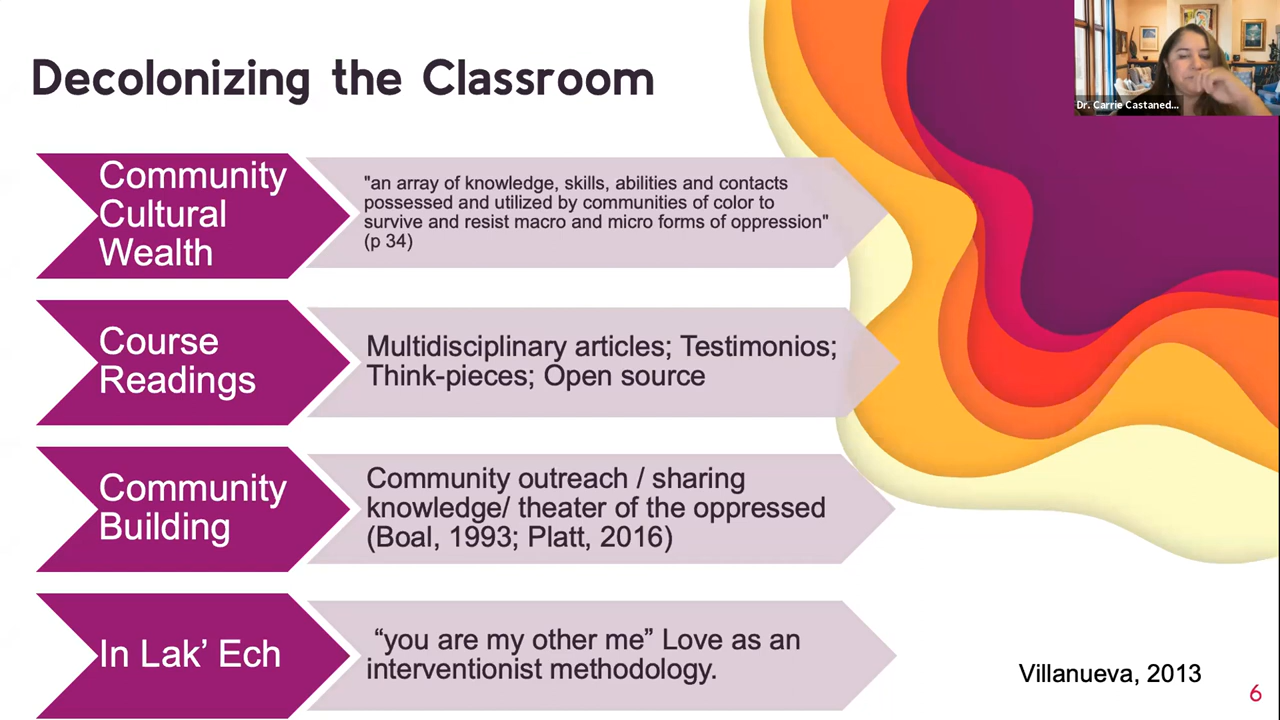 Decolonizing the Classroom
Dr. Carrie Castaned...
Community
Cultural
Wealth
"an array of knowledge, skills, abilities and contacts
possessed and utilized by communities of color to
survive and resist macro and micro forms of oppression"
(p 34)
Course
Readings
Multidisciplinary articles; Testimonios;
Think-pieces; Open source
Community
Building
Community outreach / sharing
knowledge/ theater of the oppressed
(Boal, 1993; Platt, 2016)
In Lak’ Ech
“you are my other me” Love as an
interventionist methodology.
Villanueva, 2013
6